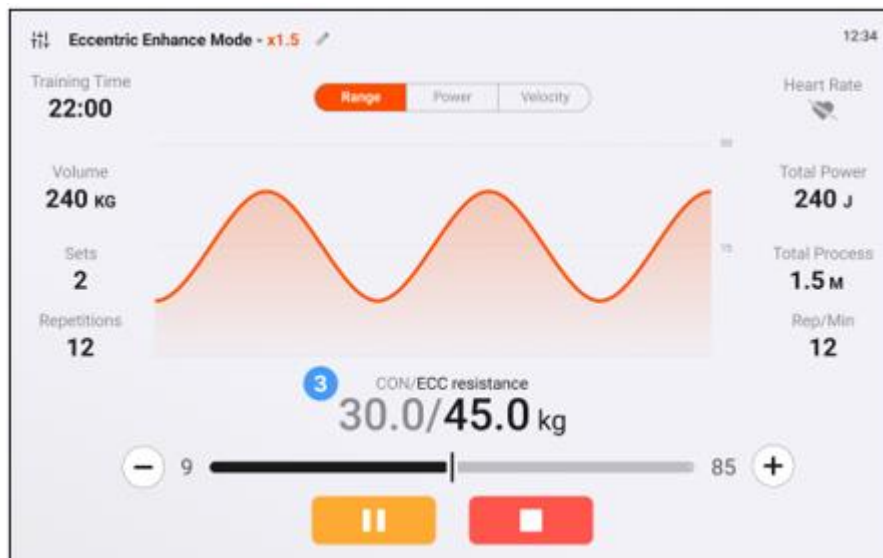 Eccentric Enhance Mode - x1.5
12:34
Training Time
22:00
Range
Power
Velocity
Heart Rate
Volume
240 KG
Total Power
240 J
Sets
2
15
Total Process
1.5 M
Repetitions
12
Rep/Min
12
3
CON/ECC resistance
30.0/45.0 kg
9
85